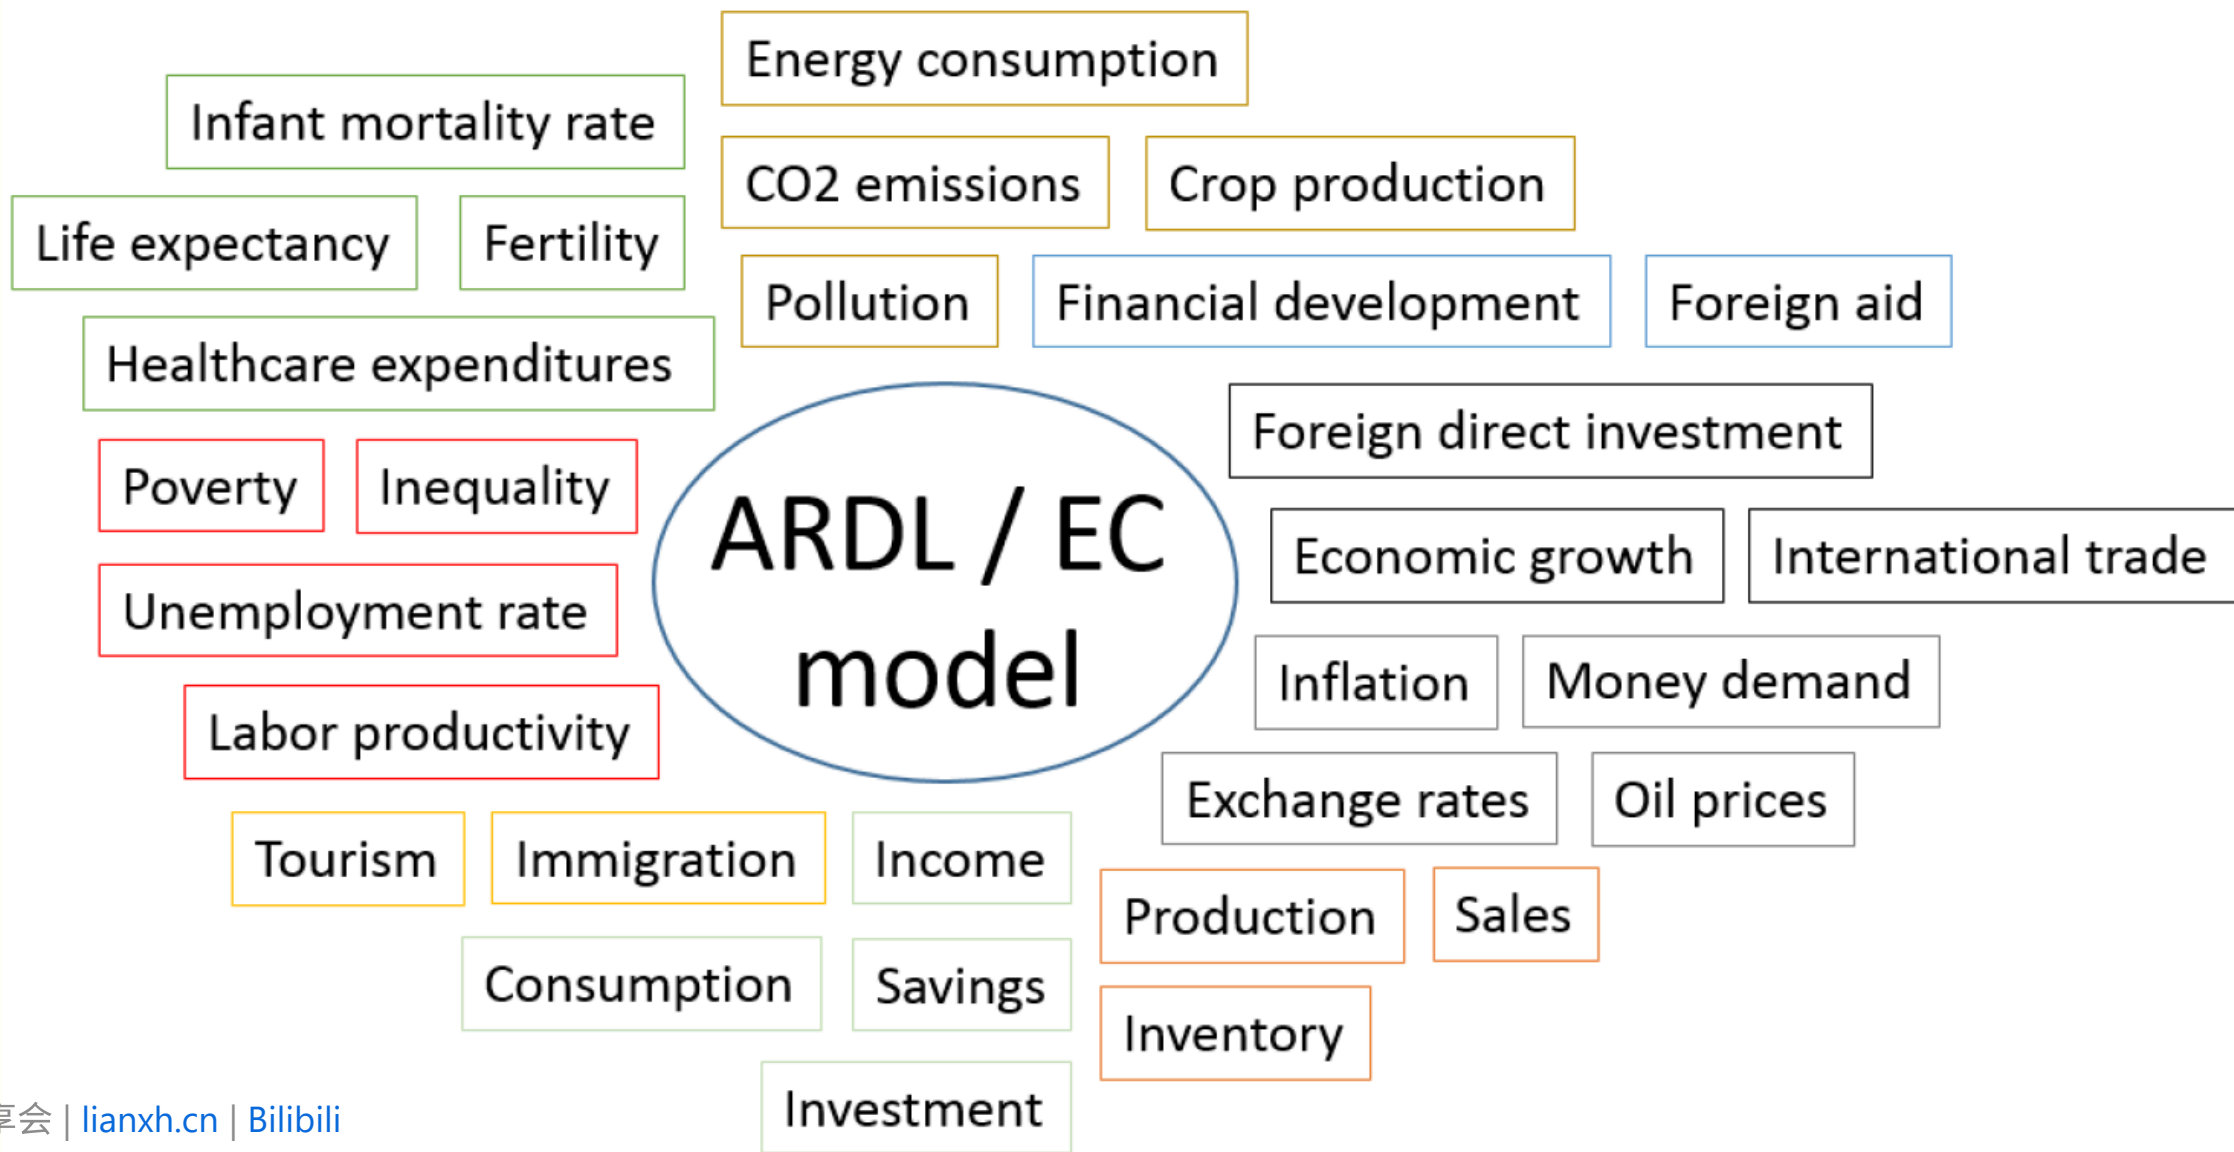 Energy consumption
Infant mortality rate
CO2 emissions
Crop production
Life expectancy
Fertility
Pollution
Financial development
Foreign aid
Healthcare expenditures
Foreign direct investment
Poverty
Inequality
ARDL / EC
model
Economic growth
International trade
Unemployment rate
Inflation
Money demand
Labor productivity
Exchange rates
Oil prices
Tourism
Immigration
Income
Production
Sales
Consumption
Savings
Inventory
Investment
享会 | lianxh.cn | Bilibili